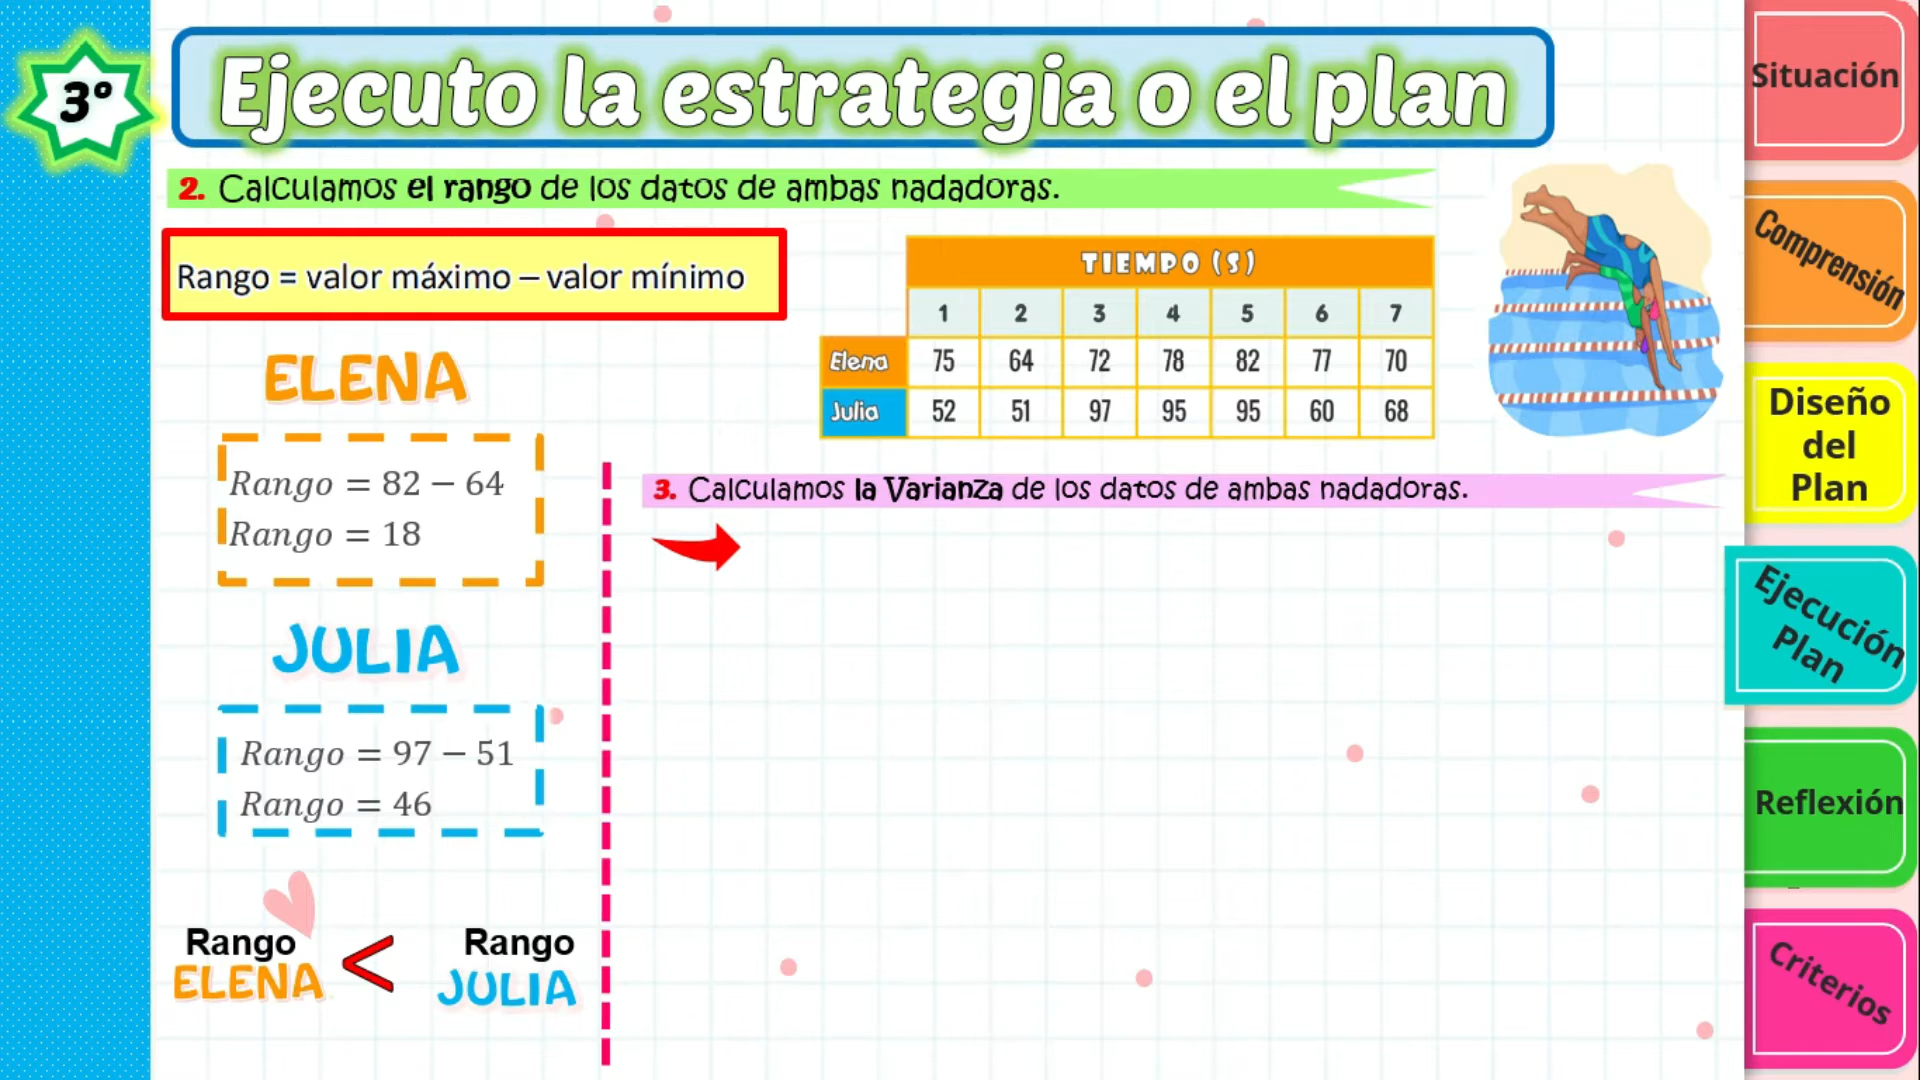 3°
Ejecuto la estrategia o el plan
2. Calculamos el rango de los datos de ambas nadadoras.
Rango = valor máximo – valor mínimo
TIEMPO (S)
1 2 3 4 5 6 7
Elena 75 64 72 78 82 77 70
Julia 52 51 97 95 95 60 68
ELENA
Rango = 82 − 64
Rango = 18
JULIA
Rango = 97 − 51
Rango = 46
Rango < Rango
ELENA JULIA
3. Calculamos la Varianza de los datos de ambas nadadoras.
Situación
Comprensión
Diseño
del
Plan
Ejecución
Plan
Reflexión
Criterios